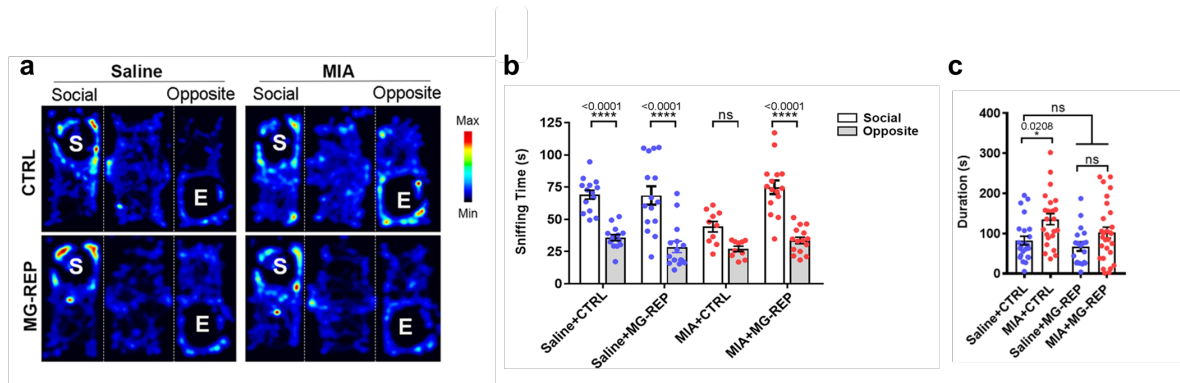 a
Saline
MIA
Social
Opposite
Social
Opposite
CTRL
S
E
S
E
Max
Min
MG-REP
S
E
S
E
b
<0.0001
****
<0.0001
****
ns
<0.0001
****
Social
Opposite
Sniffing Time (s)
125
100
75
50
25
0
Saline+CTRL
Saline+MG-REP
MIA+CTRL
MIA+MG-REP
c
ns
0.0208
*
ns
Duration (s)
400
300
200
100
0
Saline+CTRL
MIA+CTRL
Saline+MG-REP
MIA+MG-REP